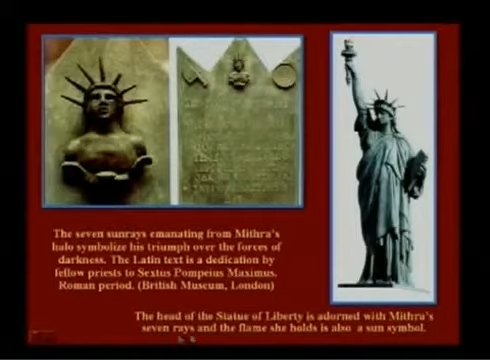 The seven sunrays emanating from Mithra's
halo symbolize his triumph over the forces of
darkness. The Latin text is a dedication by
fellow priests to Sextus Pompeius Maximus.
Roman period. (British Museum, London)
The head of the Statue of Liberty is adorned with Mithra's
seven rays and the flame she holds is also a sun symbol.